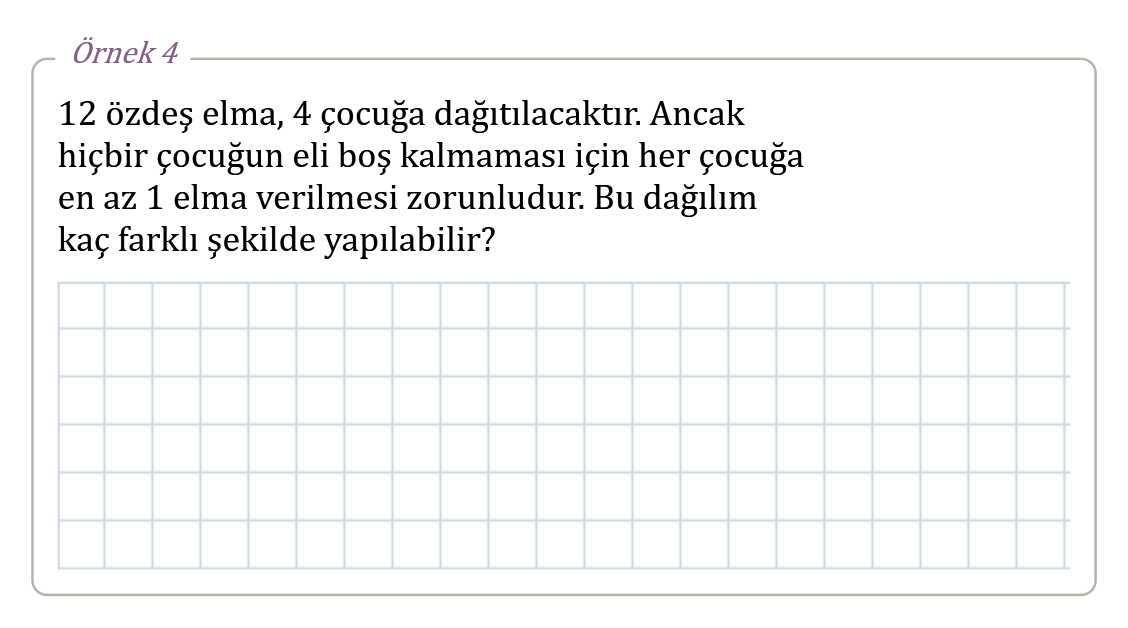 Örnek 4
12 özdeş elma, 4 çocuğa dağıtılacaktır. Ancak
hiçbir çocuğun eli boş kalmaması için her çocuğa
en az 1 elma verilmesi zorunludur. Bu dağılım
kaç farklı şekilde yapılabilir?